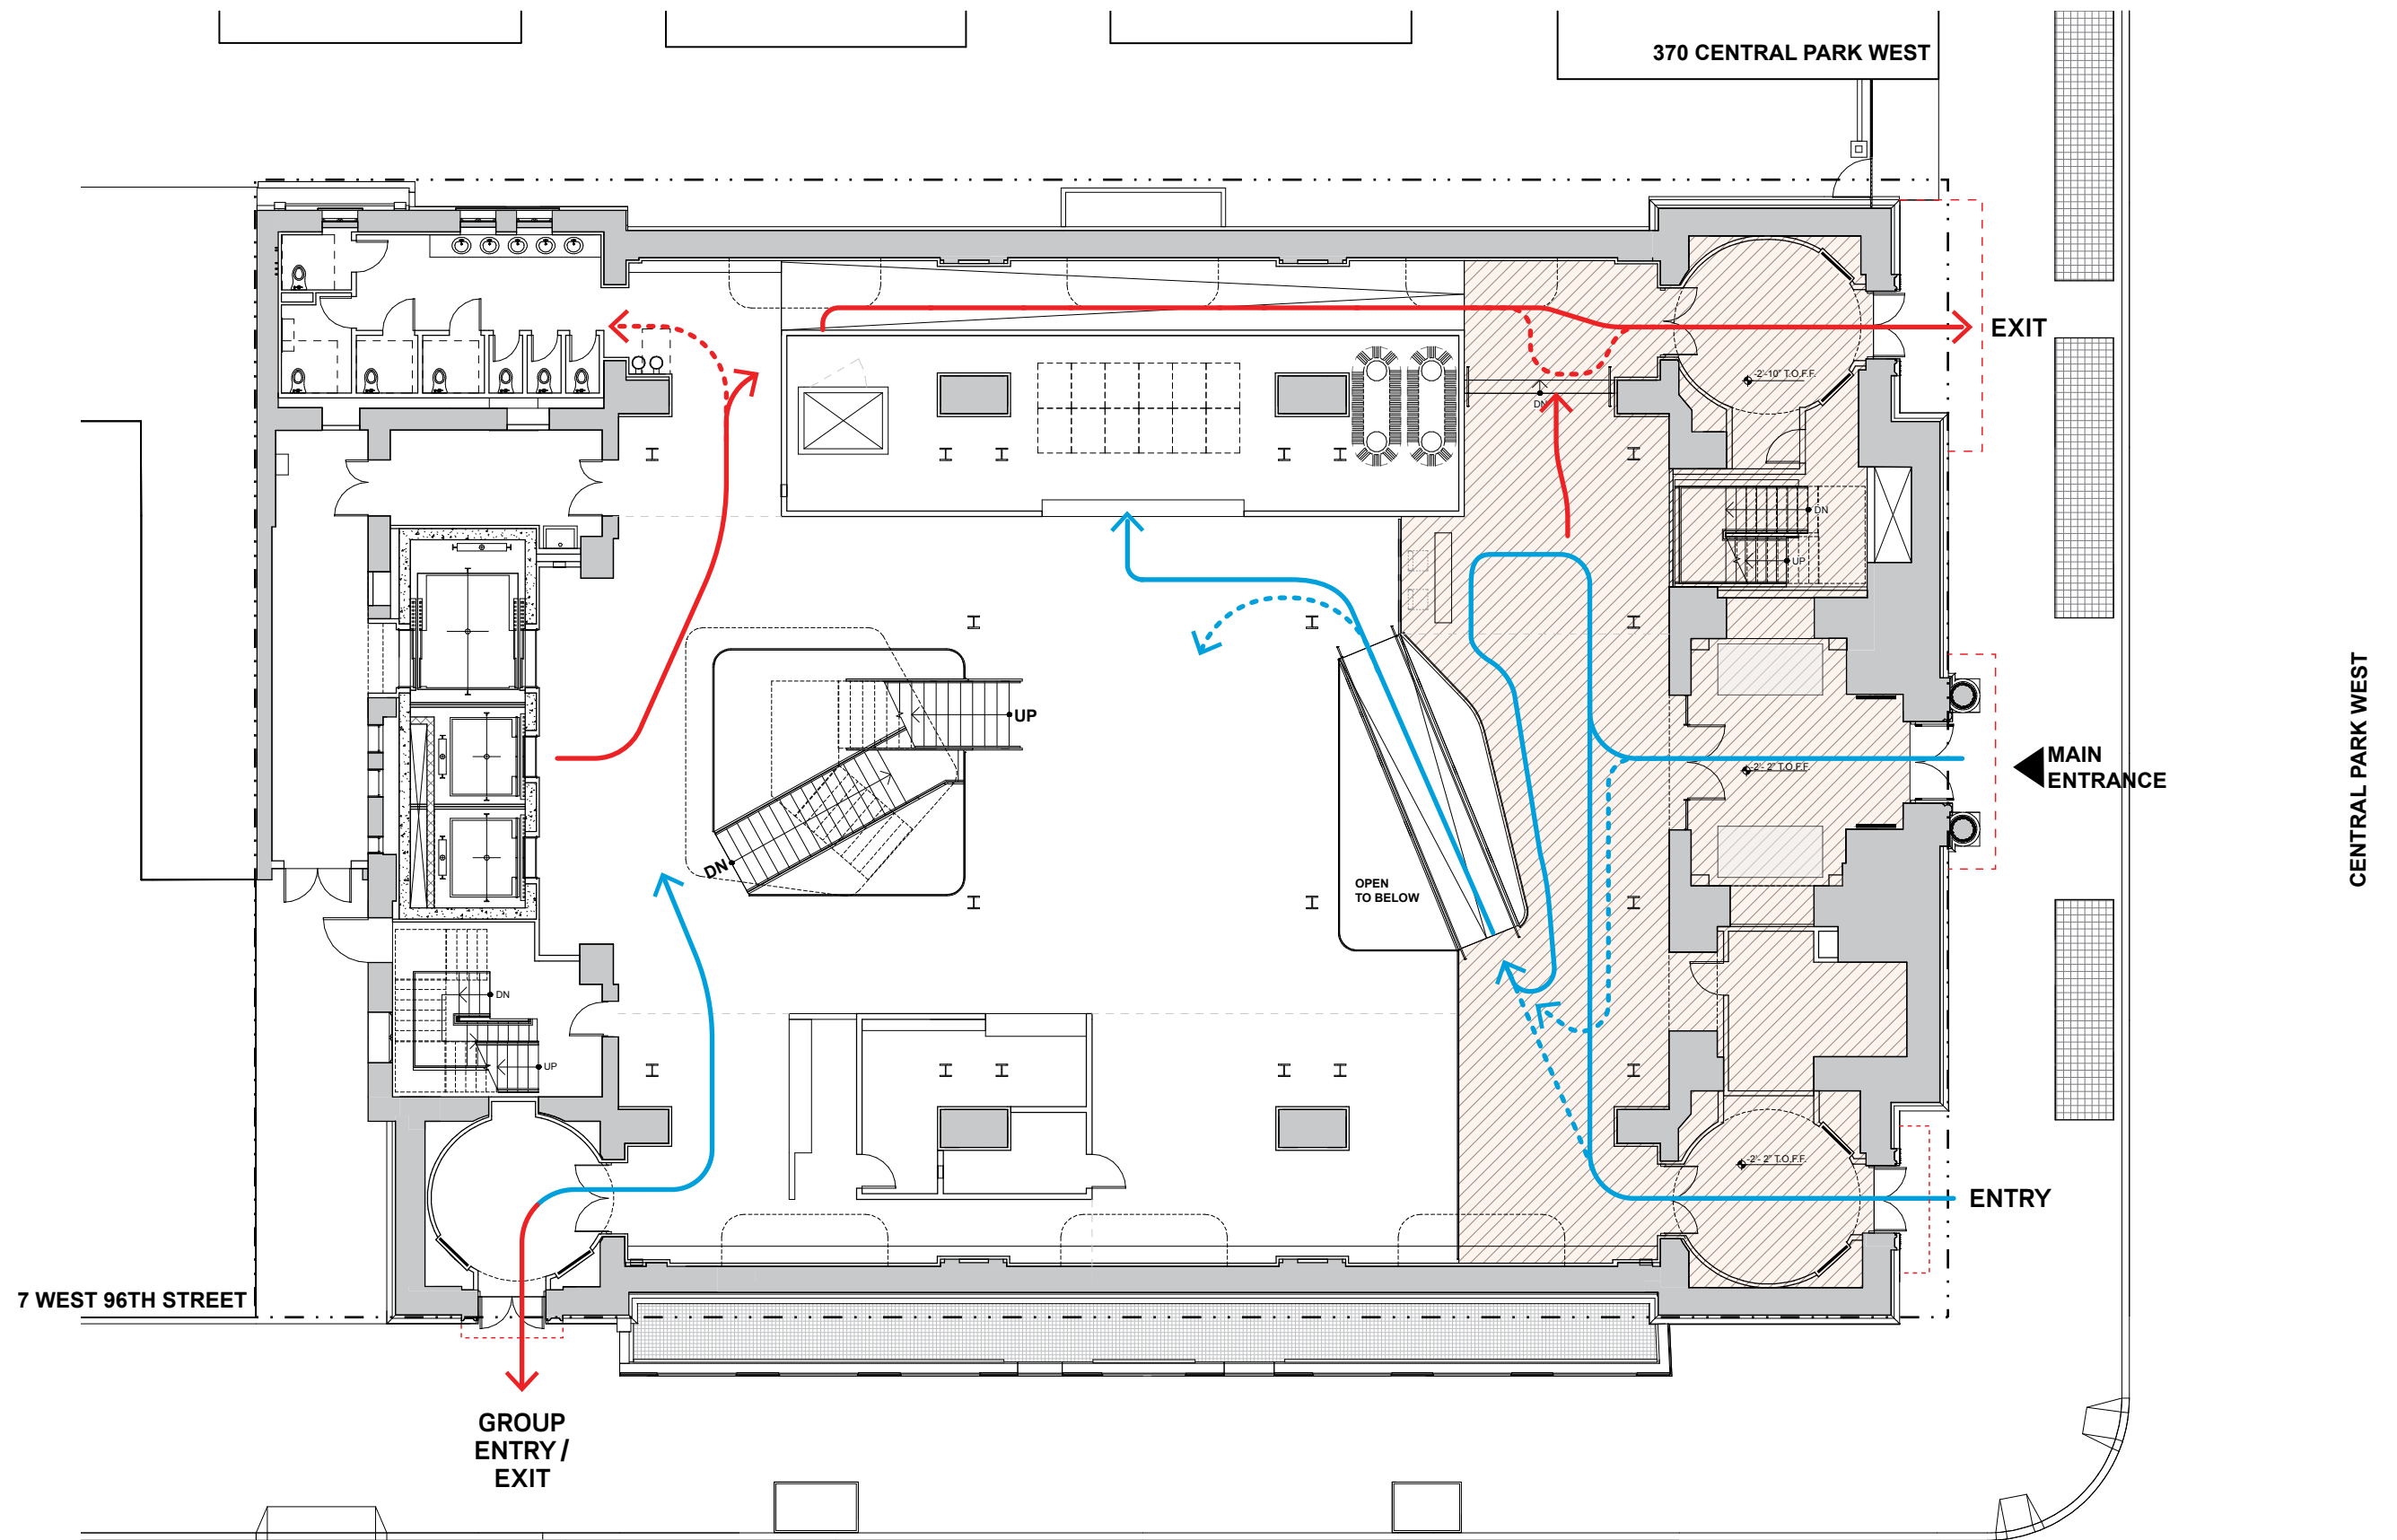 370 CENTRAL PARK WEST
EXIT
-2'-10" T.O.F.F.
DN
DN
UP
UP
MAIN
ENTRANCE
-2'- 2" T.O.F.F.
CENTRAL PARK WEST
DN
OPEN
TO BELOW
DN
UP
-2'- 2" T.O.F.F.
ENTRY
7 WEST 96TH STREET
GROUP
ENTRY /
EXIT